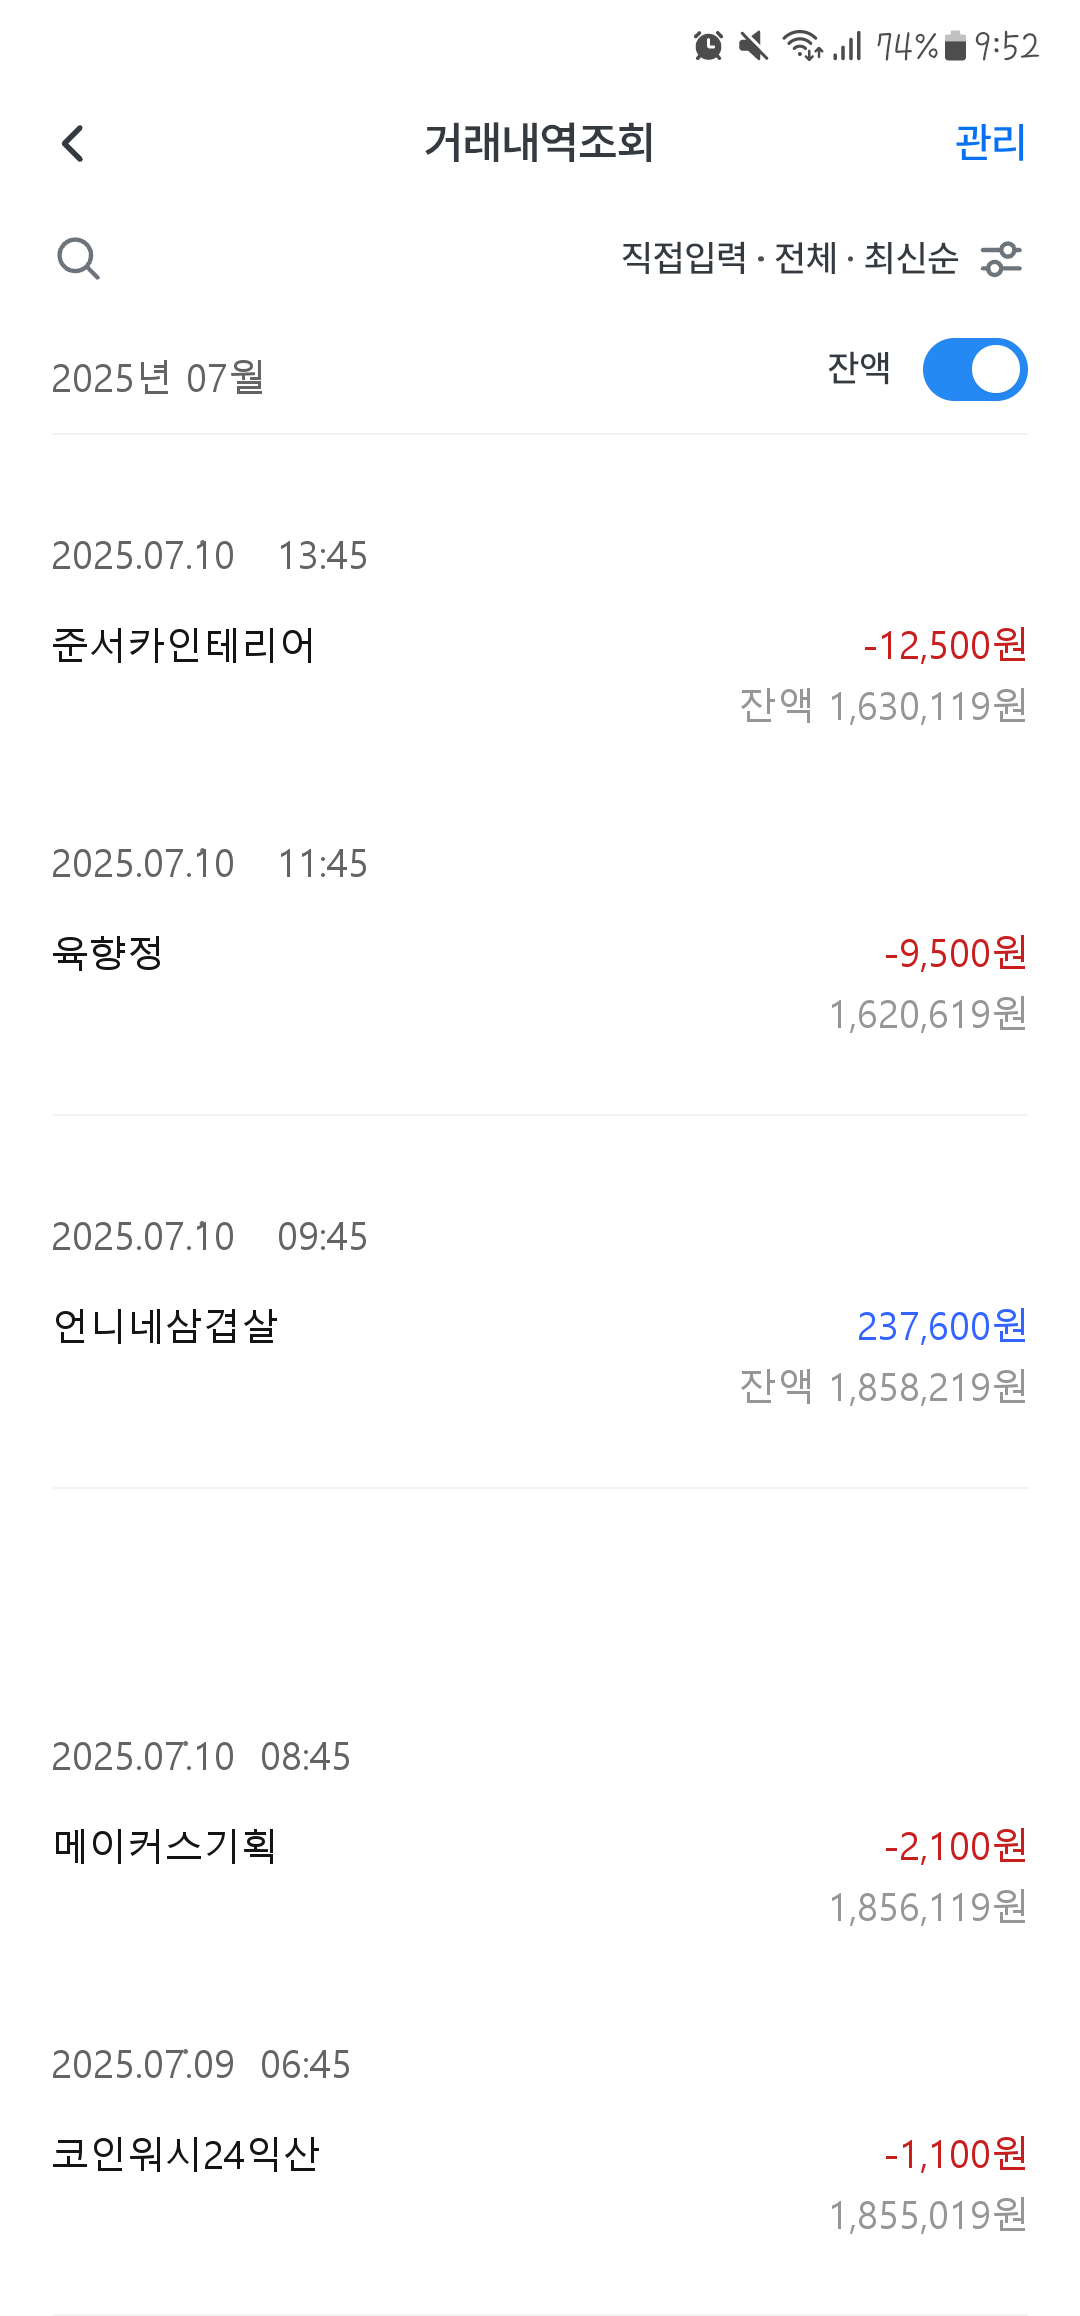 74% 9:52
거래내역조회 관리
직접입력 · 전체 · 최신순
2025년 07월 잔액
2025.07.10 13:45
준서카인테리어 -12,500원
잔액 1,630,119원
2025.07.10 11:45
육향정 -9,500원
1,620,619원
2025.07.10 09:45
언니네삼겹살 237,600원
잔액 1,858,219원
2025.07.10 08:45
메이커스기획 -2,100원
1,856,119원
2025.07.09 06:45
코인워시24익산 -1,100원
1,855,019원